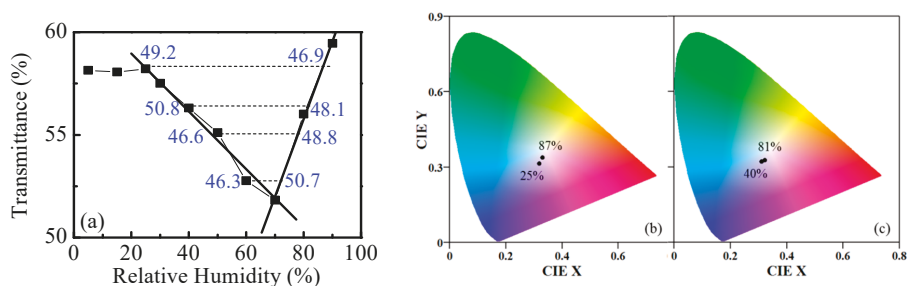 60
55
50
Transmittance (%)
49.2
46.9
50.8
48.1
46.6
48.8
46.3
50.7
(a)
0 20 40 60 80 100
Relative Humidity (%)
0.9
0.6
0.3
0
CIE Y
87%
25%
(b)
0 0.2 0.4 0.6
CIE X
81%
40%
(c)
0 0.2 0.4 0.6 0.8
CIE X